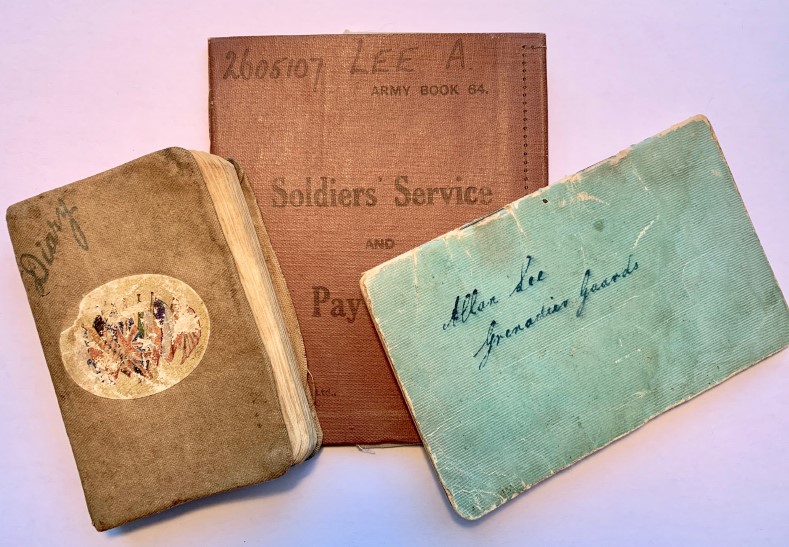 2605107 LEE A.
ARMY BOOK 64.
Soldiers' Service
AND
Pay
Diary
Allan Lee
Grenadier Guards